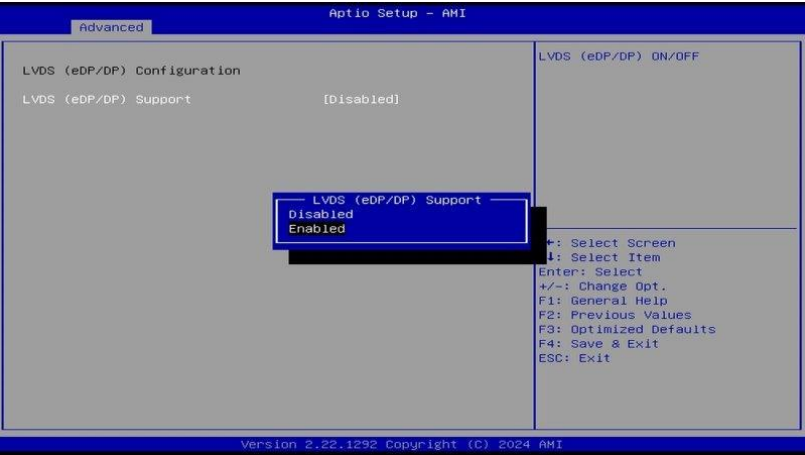 Aptio Setup – AMI
Advanced
LVDS (eDP/DP) Configuration
LVDS (eDP/DP) Support [Disabled]
LVDS (eDP/DP) Support
Disabled
Enabled
LVDS (eDP/DP) ON/OFF
←: Select Screen
↓: Select Item
Enter: Select
+/-: Change Opt.
F1: General Help
F2: Previous Values
F3: Optimized Defaults
F4: Save & Exit
ESC: Exit
Version 2.22.1292 Copyright (C) 2024 AMI